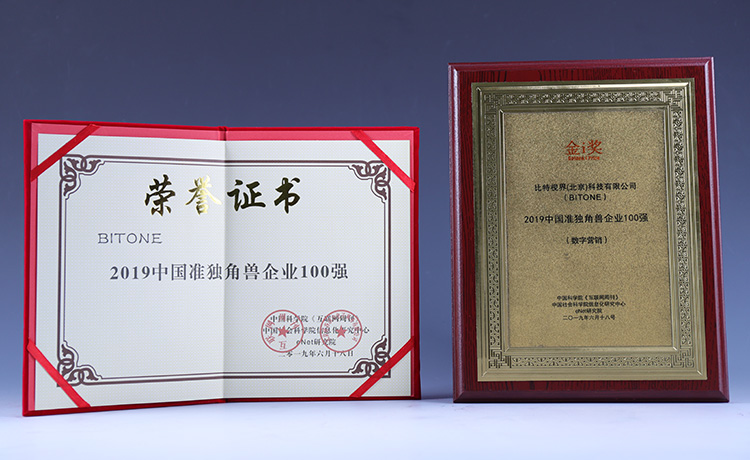 荣誉证书
BITONE
2019中国准独角兽企业100强
中国科学院《互联网周刊》
中国社会科学院信息化研究中心
eNet研究院
二〇一九年六月十八日
金i奖
比特视界(北京)科技有限公司
(BITONE)
2019中国准独角兽企业100强
(数字营销)
中国科学院《互联网周刊》
中国社会科学院信息化研究中心
eNet研究院
二〇一九年六月十八号